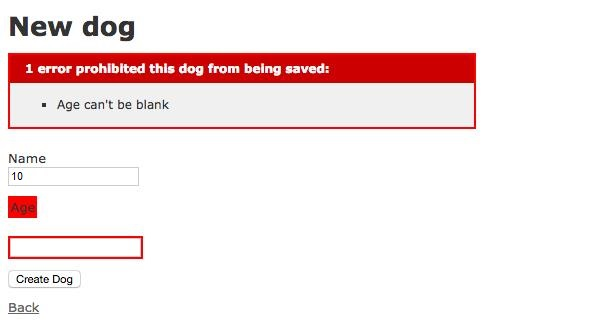 New dog
1 error prohibited this dog from being saved:
Age can't be blank
Name
10
Age
Create Dog
Back